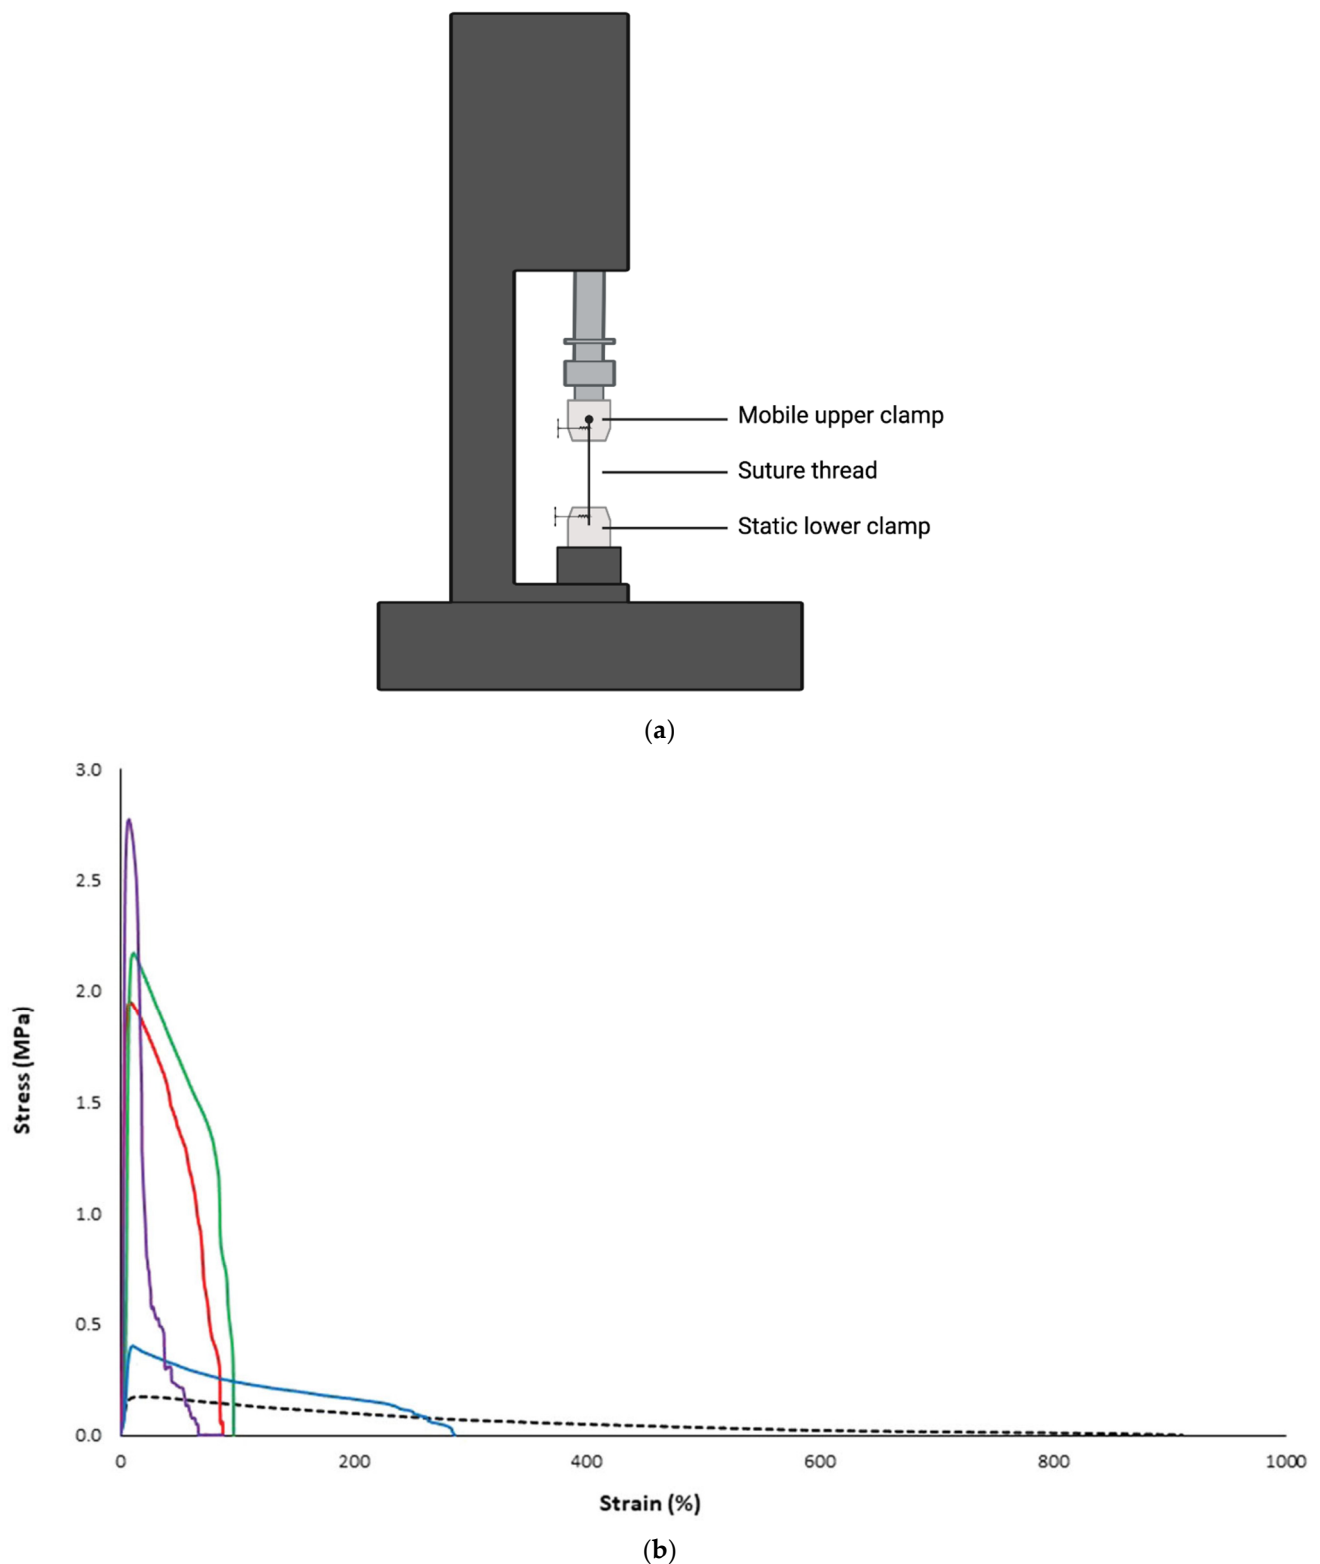 Mobile upper clamp
Suture thread
Static lower clamp
(a)
3.0
2.5
2.0
1.5
1.0
0.5
0.0
Stress (MPa)
0 200 400 600 800 1000
Strain (%)
(b)